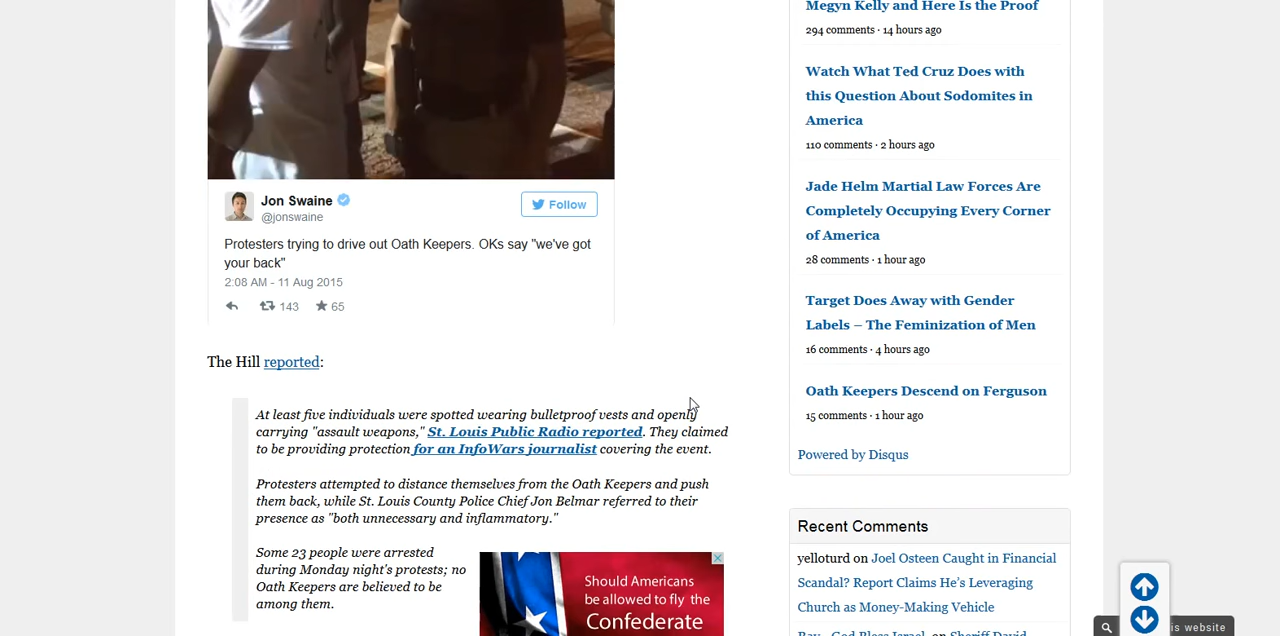 Jon Swaine
@jonswaine
Follow
Protesters trying to drive out Oath Keepers. OKs say "we've got
your back"
2:08 AM - 11 Aug 2015
143 65
The Hill reported:
At least five individuals were spotted wearing bulletproof vests and openly
carrying "assault weapons," St. Louis Public Radio reported. They claimed
to be providing protection for an InfoWars journalist covering the event.
Protesters attempted to distance themselves from the Oath Keepers and push
them back, while St. Louis County Police Chief Jon Belmar referred to their
presence as "both unnecessary and inflammatory."
Some 23 people were arrested
during Monday night's protests; no
Oath Keepers are believed to be
among them.
Should Americans
be allowed to fly the
Confederate
Megyn Kelly and Here Is the Proof
294 comments · 14 hours ago
Watch What Ted Cruz Does with
this Question About Sodomites in
America
110 comments · 2 hours ago
Jade Helm Martial Law Forces Are
Completely Occupying Every Corner
of America
28 comments · 1 hour ago
Target Does Away with Gender
Labels – The Feminization of Men
16 comments · 4 hours ago
Oath Keepers Descend on Ferguson
15 comments · 1 hour ago
Powered by Disqus
Recent Comments
yelloturd on Joel Osteen Caught in Financial
Scandal? Report Claims He's Leveraging
Church as Money-Making Vehicle
God Bless Israel on Sheriff David
is website